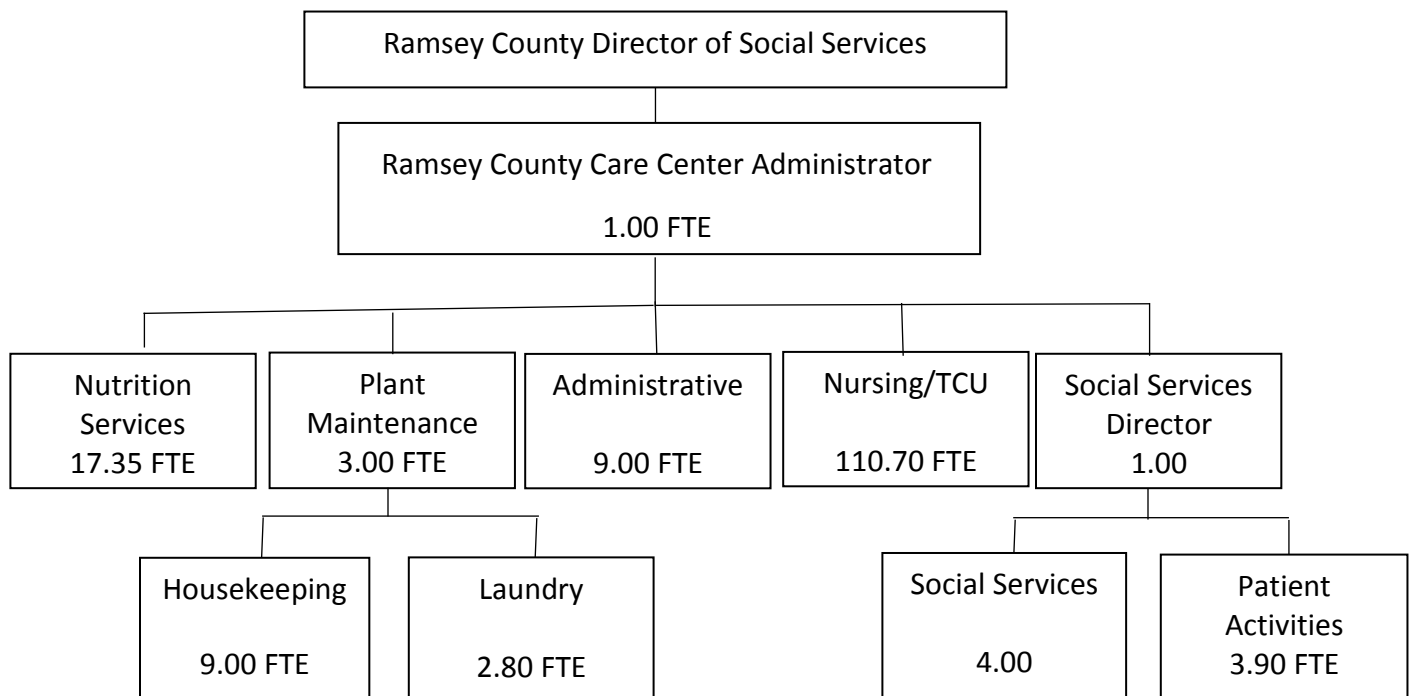 Ramsey County Director of Social Services
Ramsey County Care Center Administrator
1.00 FTE
Nutrition
Services
17.35 FTE
Plant
Maintenance
3.00 FTE
Administrative
9.00 FTE
Nursing/TCU
110.70 FTE
Social Services
Director
1.00
Housekeeping
9.00 FTE
Laundry
2.80 FTE
Social Services
4.00
Patient
Activities
3.90 FTE